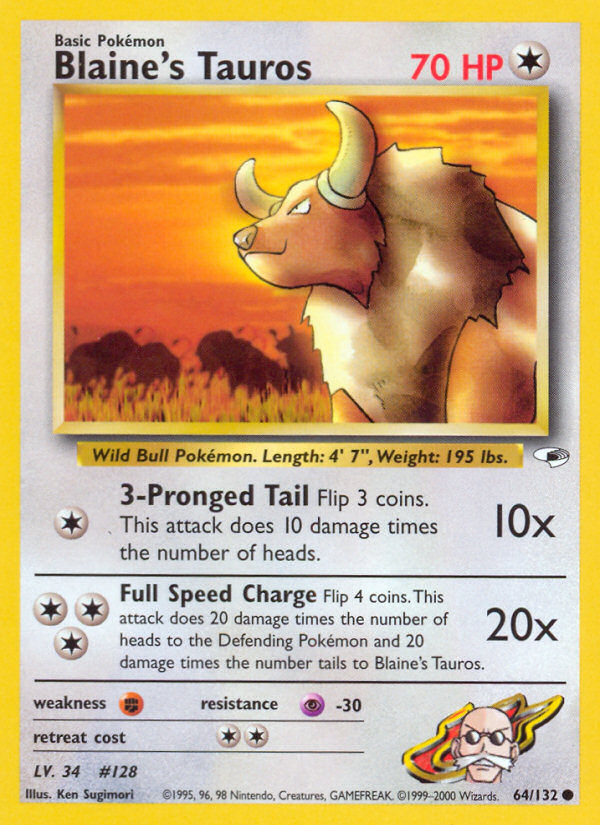 Basic Pokémon
Blaine's Tauros 70 HP
Wild Bull Pokémon. Length: 4' 7", Weight: 195 lbs.
3-Pronged Tail Flip 3 coins.
This attack does 10 damage times 10x
the number of heads.
Full Speed Charge Flip 4 coins. This
attack does 20 damage times the number of
heads to the Defending Pokémon and 20 20x
damage times the number tails to Blaine's Tauros.
weakness resistance -30
retreat cost
LV. 34 #128
Illus. Ken Sugimori ©1995, 96, 98 Nintendo, Creatures, GAMEFREAK. ©1999-2000 Wizards. 64/132